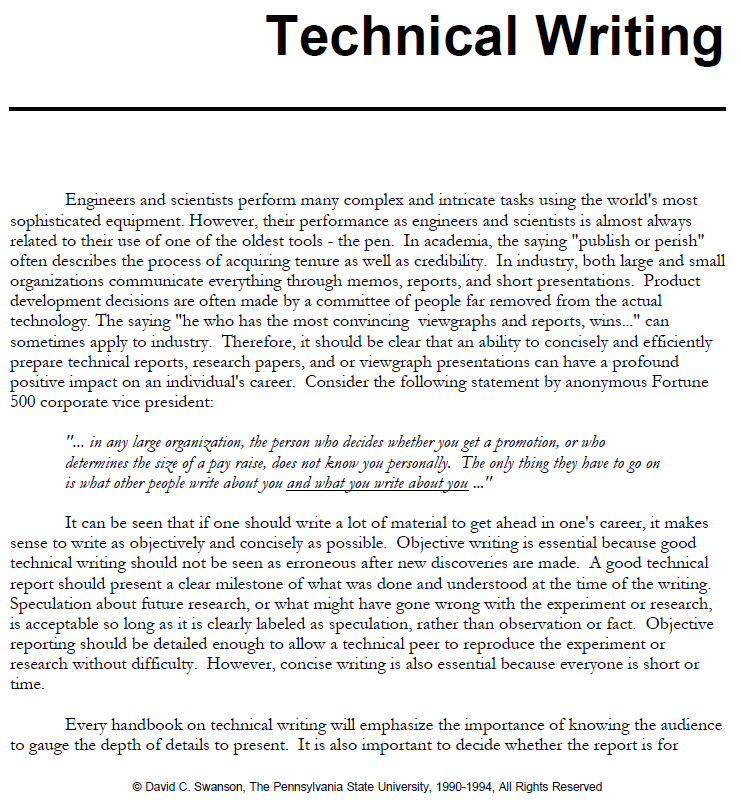 Technical Writing
Engineers and scientists perform many complex and intricate tasks using the world's most
sophisticated equipment. However, their performance as engineers and scientists is almost always
related to their use of one of the oldest tools - the pen.  In academia, the saying "publish or perish"
often describes the process of acquiring tenure as well as credibility.  In industry, both large and small
organizations communicate everything through memos, reports, and short presentations.  Product
development decisions are often made by a committee of people far removed from the actual
technology. The saying "he who has the most convincing  viewgraphs and reports, wins..." can
sometimes apply to industry.  Therefore, it should be clear that an ability to concisely and efficiently
prepare technical reports, research papers, and or viewgraph presentations can have a profound
positive impact on an individual's career.  Consider the following statement by anonymous Fortune
500 corporate vice president:
"... in any large organization, the person who decides whether you get a promotion, or who
determines the size of a pay raise, does not know you personally.  The only thing they have to go on
is what other people write about you and what you write about you ..."
It can be seen that if one should write a lot of material to get ahead in one's career, it makes
sense to write as objectively and concisely as possible.  Objective writing is essential because good
technical writing should not be seen as erroneous after new discoveries are made.  A good technical
report should present a clear milestone of what was done and understood at the time of the writing.
Speculation about future research, or what might have gone wrong with the experiment or research,
is acceptable so long as it is clearly labeled as speculation, rather than observation or fact.  Objective
reporting should be detailed enough to allow a technical peer to reproduce the experiment or
research without difficulty.  However, concise writing is also essential because everyone is short or
time.
Every handbook on technical writing will emphasize the importance of knowing the audience
to gauge the depth of details to present.  It is also important to decide whether the report is for
© David C. Swanson, The Pennsylvania State University, 1990-1994, All Rights Reserved